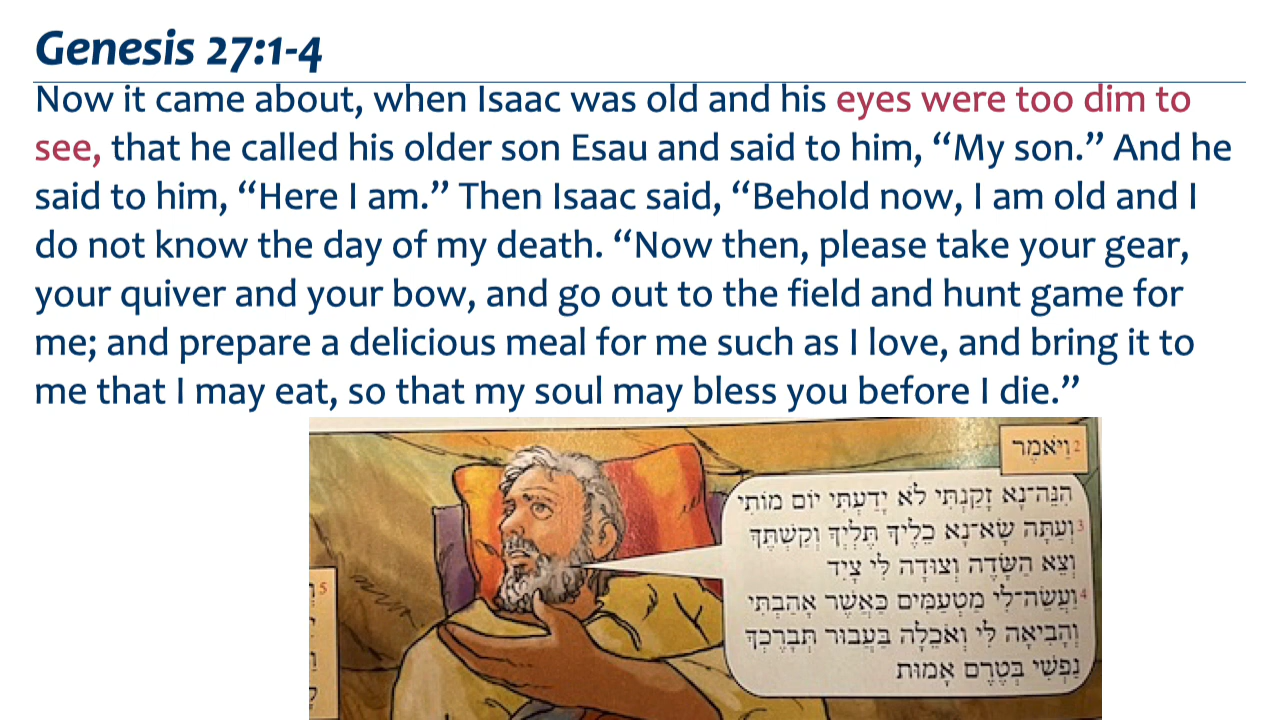 Genesis 27:1-4
Now it came about, when Isaac was old and his eyes were too dim to
see, that he called his older son Esau and said to him, “My son.” And he
said to him, “Here I am.” Then Isaac said, “Behold now, I am old and I
do not know the day of my death. “Now then, please take your gear,
your quiver and your bow, and go out to the field and hunt game for
me; and prepare a delicious meal for me such as I love, and bring it to
me that I may eat, so that my soul may bless you before I die.”
2 וַיֹּאמֶר
הִנֵּה־נָא זָקַנְתִּי לֹא יָדַעְתִּי יוֹם מוֹתִי
3 וְעַתָּה שָׂא־נָא כֵלֶיךָ תֶּלְיְךָ וְקַשְׁתֶּךָ
וְצֵא הַשָּׂדֶה וְצוּדָה לִּי צָיִד
4 וַעֲשֵׂה־לִי מַטְעַמִּים כַּאֲשֶׁר אָהַבְתִּי
וְהָבִיאָה לִּי וְאֹכֵלָה בַּעֲבוּר תְּבָרֶכְךָ
נַפְשִׁי בְּטֶרֶם אָמוּת
5